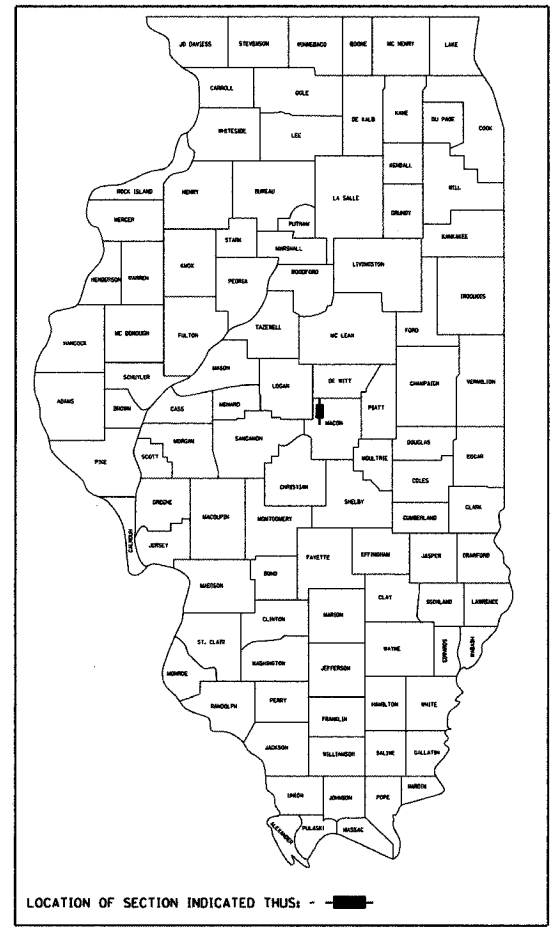 JO DAVIESS STEVENSON WINNEBAGO BOONE MC HENRY LAKE
CARROLL OGLE DE KALB KANE DU PAGE COOK
WHITESIDE LEE
KENDALL WILL
ROCK ISLAND HENRY BUREAU LA SALLE GRUNDY
MERCER PUTNAM KANKAKEE
STARK MARSHALL
HENDERSON WARREN KNOX PEORIA WOODFORD LIVINGSTON IROQUOIS
HANCOCK MC DONOUGH FULTON TAZEWELL MC LEAN FORD
SCHUYLER MASON LOGAN DE WITT CHAMPAIGN VERMILION
ADAMS BROWN CASS MENARD MACON PIATT
PIKE SCOTT MORGAN SANGAMON MOULTRIE DOUGLAS EDGAR
CHRISTIAN COLES
GREENE MACOUPIN MONTGOMERY SHELBY CUMBERLAND CLARK
CALHOUN JERSEY FAYETTE EFFINGHAM JASPER CRAWFORD
MADISON BOND
CLINTON MARION CLAY RICHLAND LAWRENCE
ST. CLAIR WASHINGTON JEFFERSON WAYNE EDWARDS WABASH
MONROE
RANDOLPH PERRY FRANKLIN HAMILTON WHITE
JACKSON WILLIAMSON SALINE GALLATIN
UNION JOHNSON POPE HARDIN
ALEXANDER PULASKI MASSAC
LOCATION OF SECTION INDICATED THUS: - -